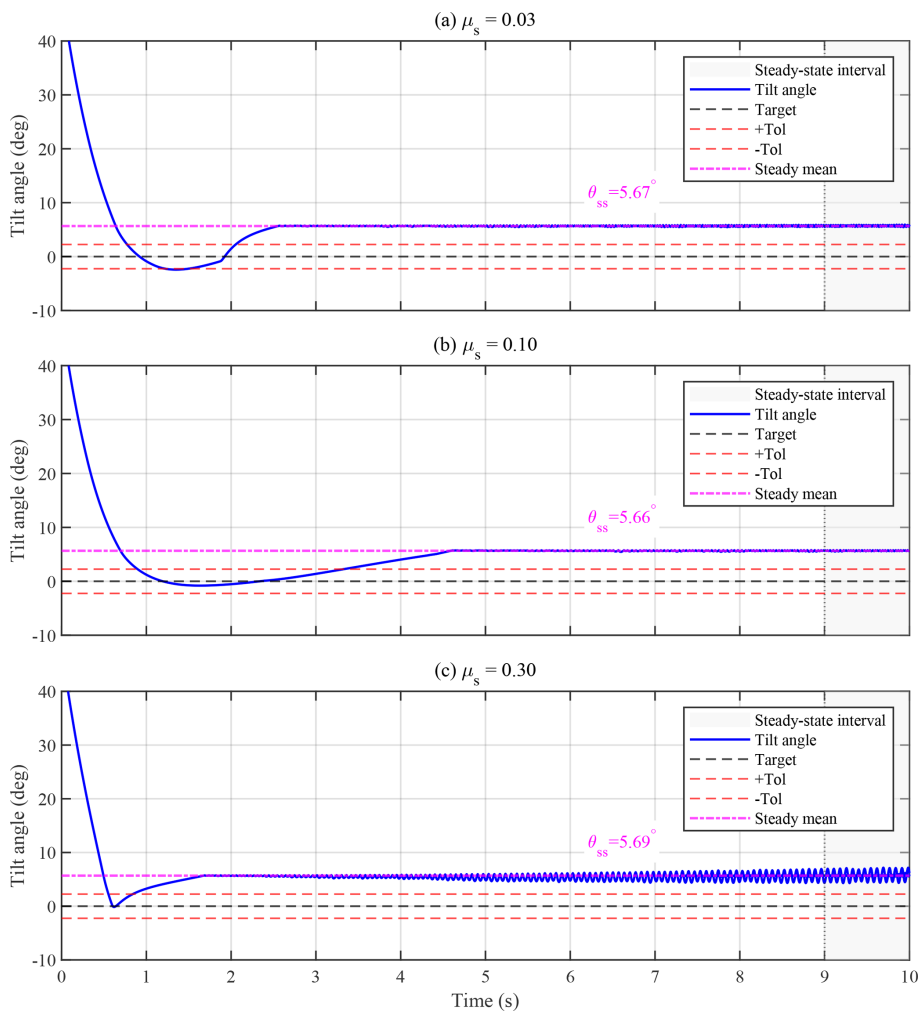 (a) μs = 0.03
Tilt angle (deg)
40
30
20
10
0
-10
Steady-state interval
Tilt angle
Target
+Tol
-Tol
Steady mean
θss=5.67°
(b) μs = 0.10
Tilt angle (deg)
40
30
20
10
0
-10
Steady-state interval
Tilt angle
Target
+Tol
-Tol
Steady mean
θss=5.66°
(c) μs = 0.30
Tilt angle (deg)
40
30
20
10
0
-10
Steady-state interval
Tilt angle
Target
+Tol
-Tol
Steady mean
θss=5.69°
0 1 2 3 4 5 6 7 8 9 10
Time (s)